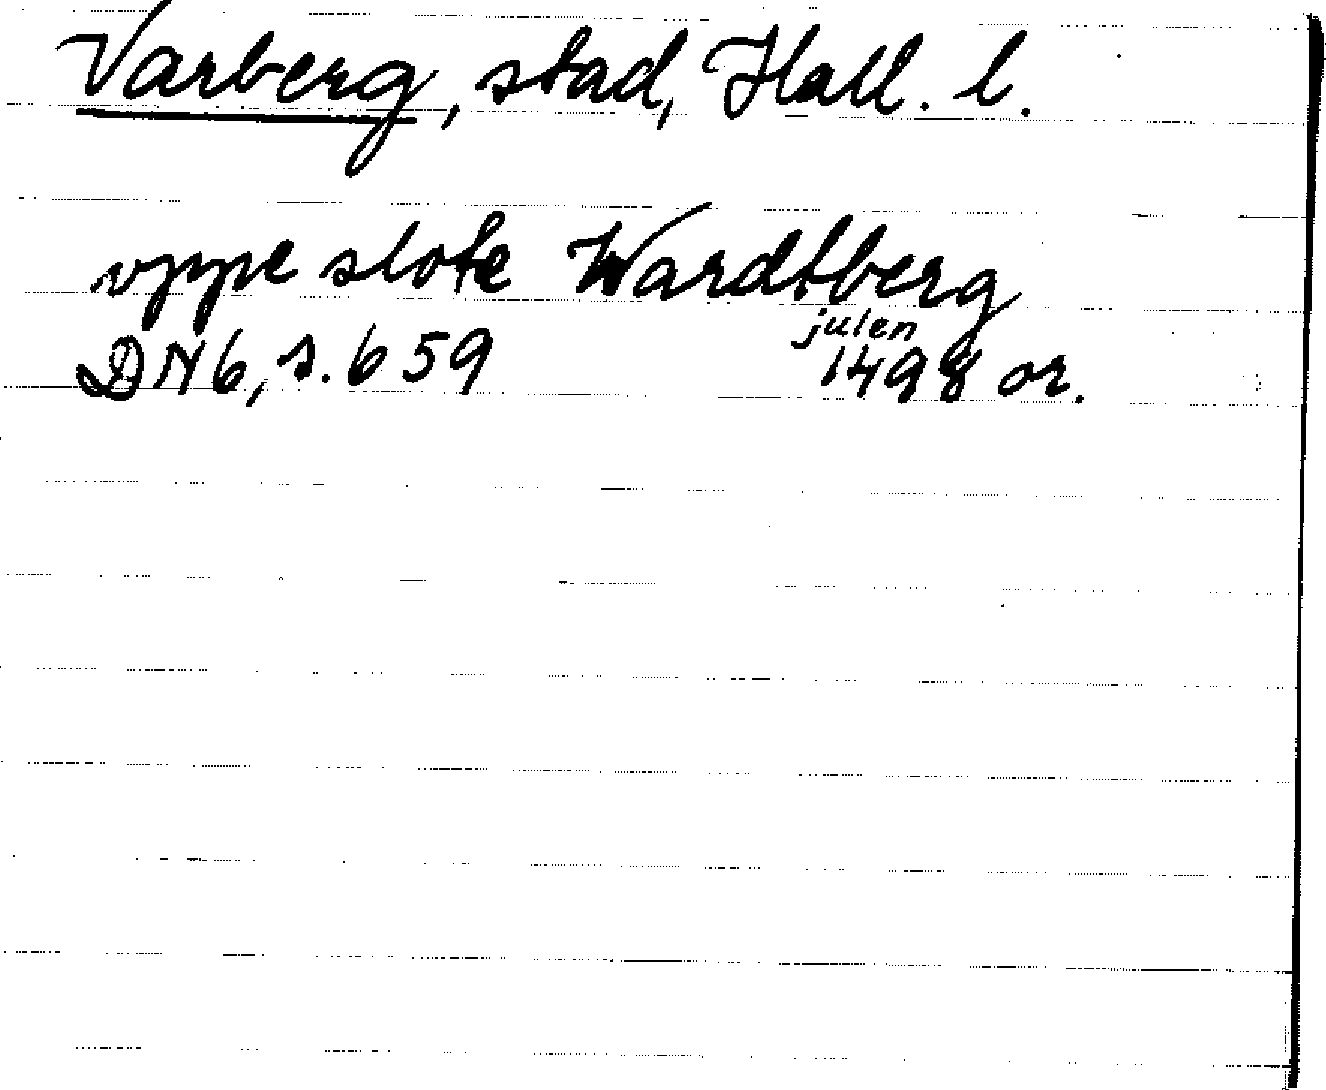 Varberg, stad, Hall. l.
vppe slote Wardtberg
julen
DN6, s. 659 1498 or.